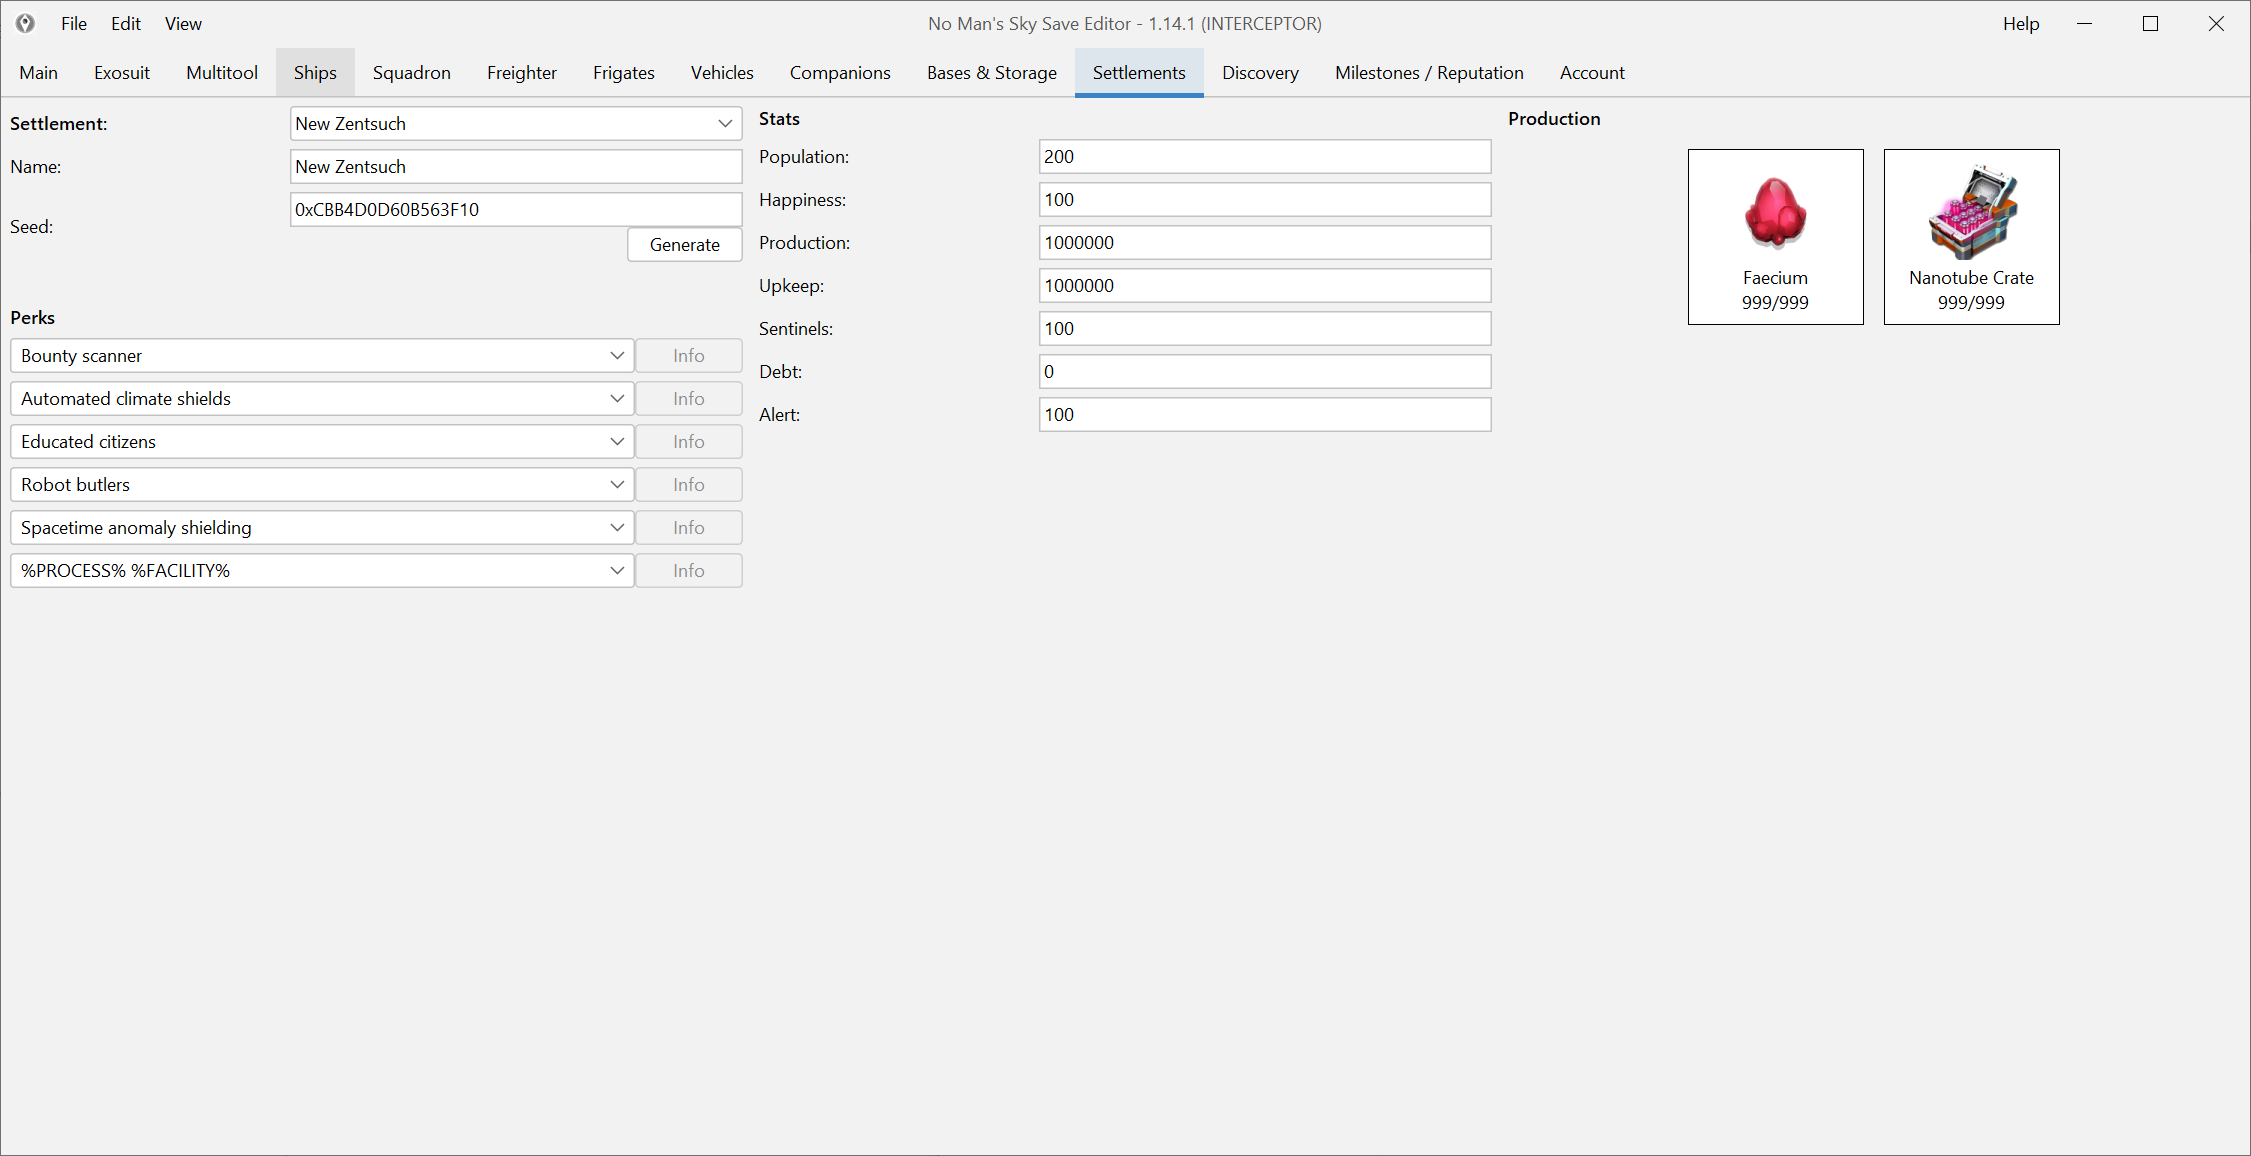 File Edit View No Man's Sky Save Editor - 1.14.1 (INTERCEPTOR) Help
Main Exosuit Multitool Ships Squadron Freighter Frigates Vehicles Companions Bases & Storage Settlements Discovery Milestones / Reputation Account
Settlement: New Zentsuch
Name: New Zentsuch
Seed: 0xCBB4D0D60B563F10
Generate
Perks
Bounty scanner Info
Automated climate shields Info
Educated citizens Info
Robot butlers Info
Spacetime anomaly shielding Info
%PROCESS% %FACILITY% Info
Stats
Population: 200
Happiness: 100
Production: 1000000
Upkeep: 1000000
Sentinels: 100
Debt: 0
Alert: 100
Production
Faecium
999/999
Nanotube Crate
999/999